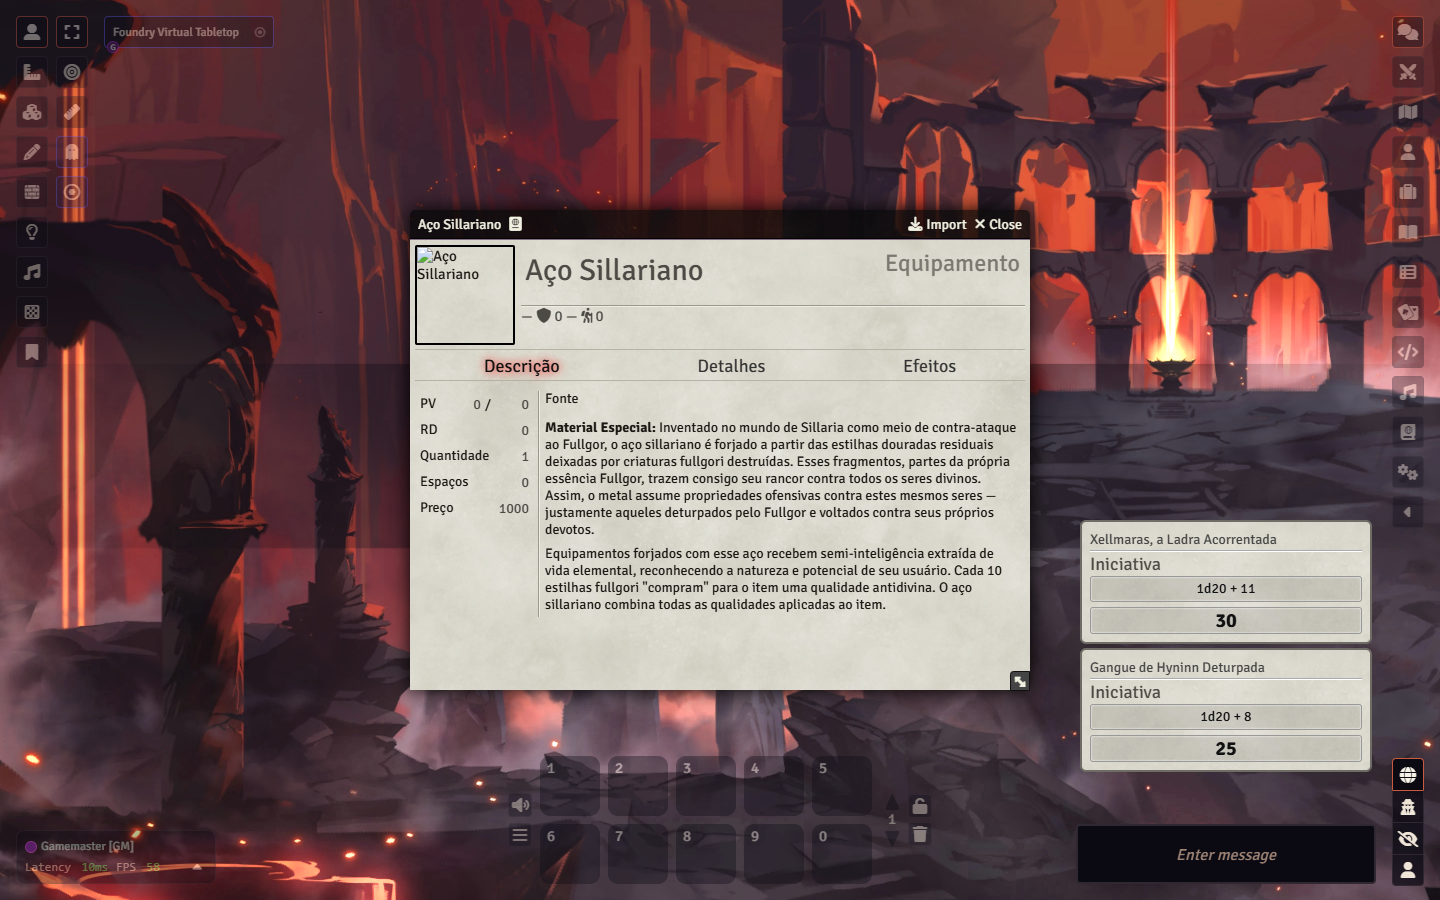 Foundry Virtual Tabletop
G
Aço Sillariano
Import
Close
Aço
Sillariano
Aço Sillariano
Equipamento
— 0 — 0
Descrição
Detalhes
Efeitos
PV 0 / 0
RD 0
Quantidade 1
Espaços 0
Preço 1000
Fonte
Material Especial: Inventado no mundo de Sillaria como meio de contra-ataque
ao Fullgor, o aço sillariano é forjado a partir das estilhas douradas residuais
deixadas por criaturas fullgori destruídas. Esses fragmentos, partes da própria
essência Fullgor, trazem consigo seu rancor contra todos os seres divinos.
Assim, o metal assume propriedades ofensivas contra estes mesmos seres —
justamente aqueles deturpados pelo Fullgor e voltados contra seus próprios
devotos.
Equipamentos forjados com esse aço recebem semi-inteligência extraída de
vida elemental, reconhecendo a natureza e potencial de seu usuário. Cada 10
estilhas fullgori "compram" para o item uma qualidade antidivina. O aço
sillariano combina todas as qualidades aplicadas ao item.
Xellmaras, a Ladra Acorrentada
Iniciativa
1d20 + 11
30
Gangue de Hyninn Deturpada
Iniciativa
1d20 + 8
25
1 2 3 4 5
1
6 7 8 9 0
Gamemaster [GM]
Latency 10ms FPS 58
Enter message